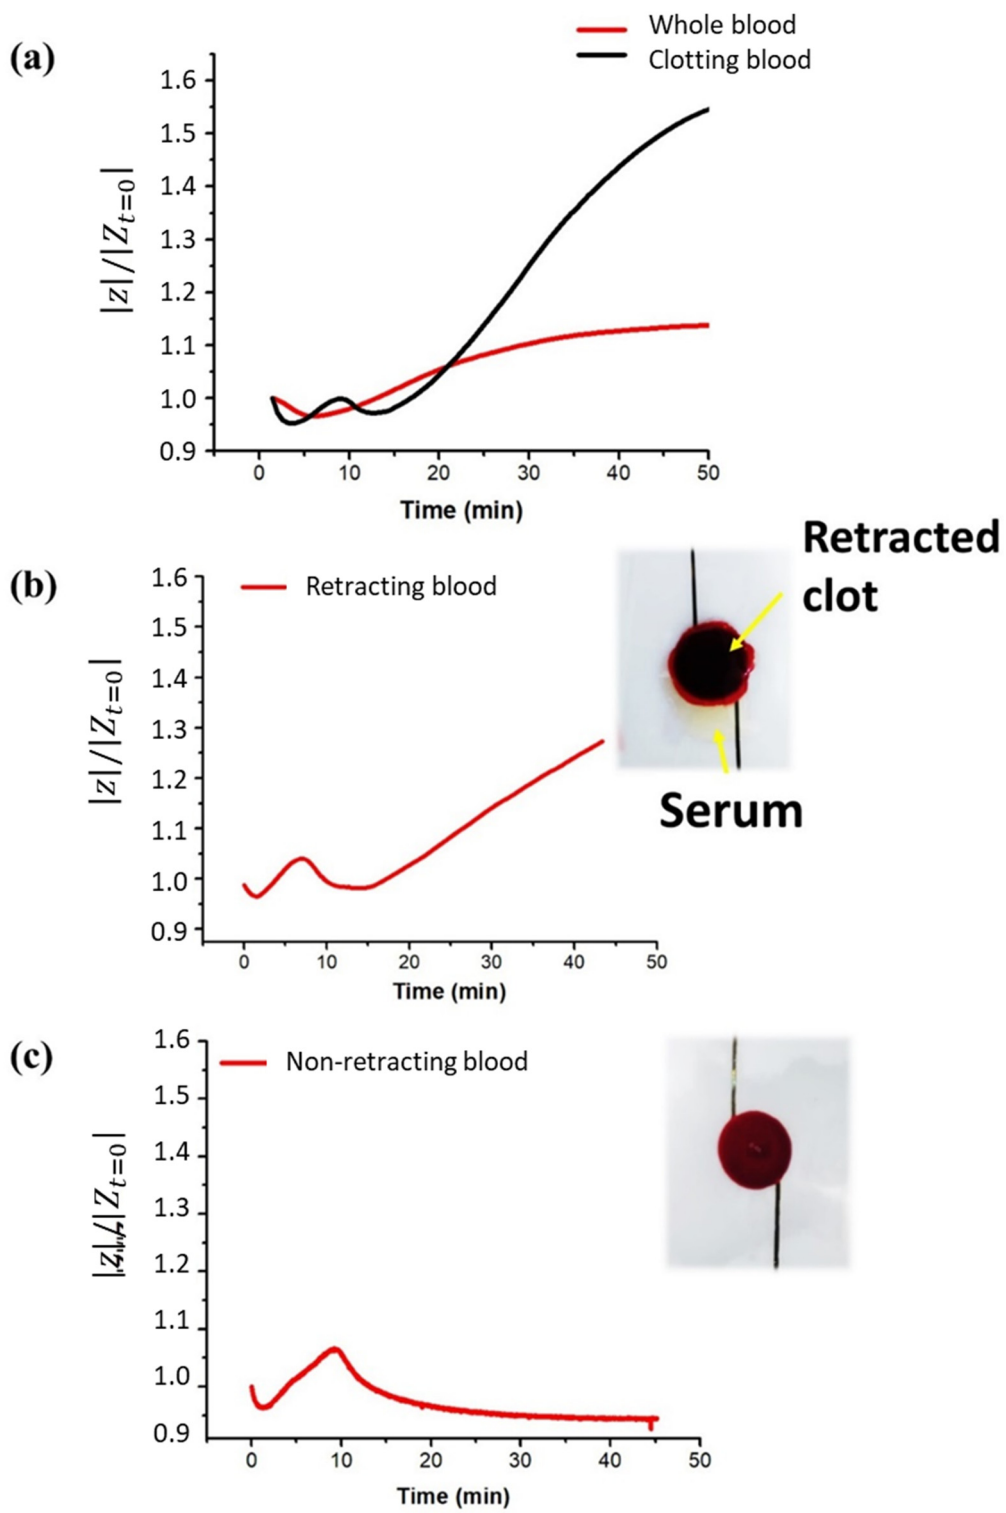 (a)
Whole blood
Clotting blood
1.6
1.5
1.4
1.3
1.2
1.1
1.0
0.9
|z|/|Z_{t=0}|
0 10 20 30 40 50
Time (min)
(b)
Retracting blood
Retracted
clot
Serum
1.6
1.5
1.4
1.3
1.2
1.1
1.0
0.9
|z|/|Z_{t=0}|
0 10 20 30 40 50
Time (min)
(c)
Non-retracting blood
1.6
1.5
1.4
1.3
1.2
1.1
1.0
0.9
|z|/|Z_{t=0}|
0 10 20 30 40 50
Time (min)